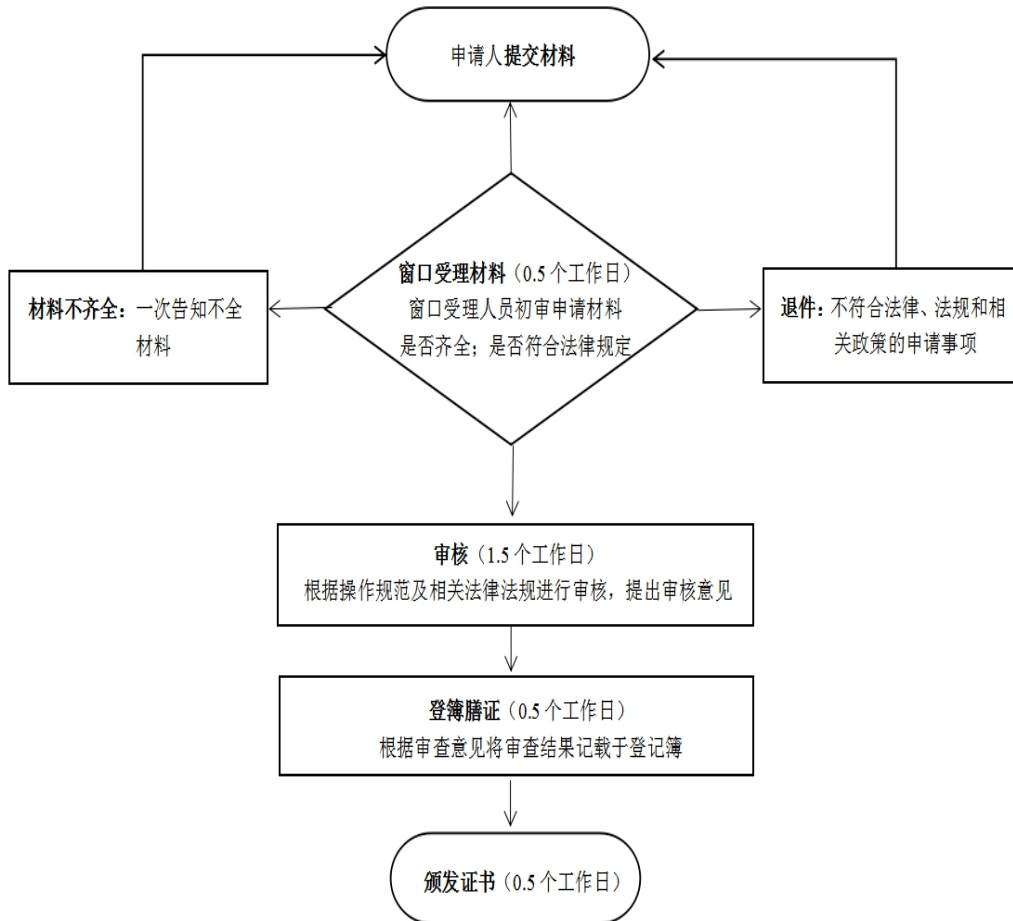 申请人提交材料
窗口受理材料（0.5 个工作日）
窗口受理人员初审申请材料
是否齐全；是否符合法律规定
材料不齐全：一次告知不全
材料
退件：不符合法律、法规和相
关政策的申请事项
审核（1.5 个工作日）
根据操作规范及相关法律法规进行审核，提出审核意见
登簿膳证（0.5 个工作日）
根据审查意见将审查结果记载于登记簿
颁发证书（0.5 个工作日）